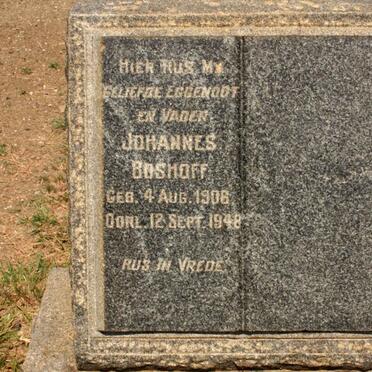 HIER RUS MY
GELIEFDE EGGENOOT
EN VADER
JOHANNES
BOSHOFF
GEB. 4 AUG. 1906
OORL. 12 SEPT. 1948
RUS IN VREDE.